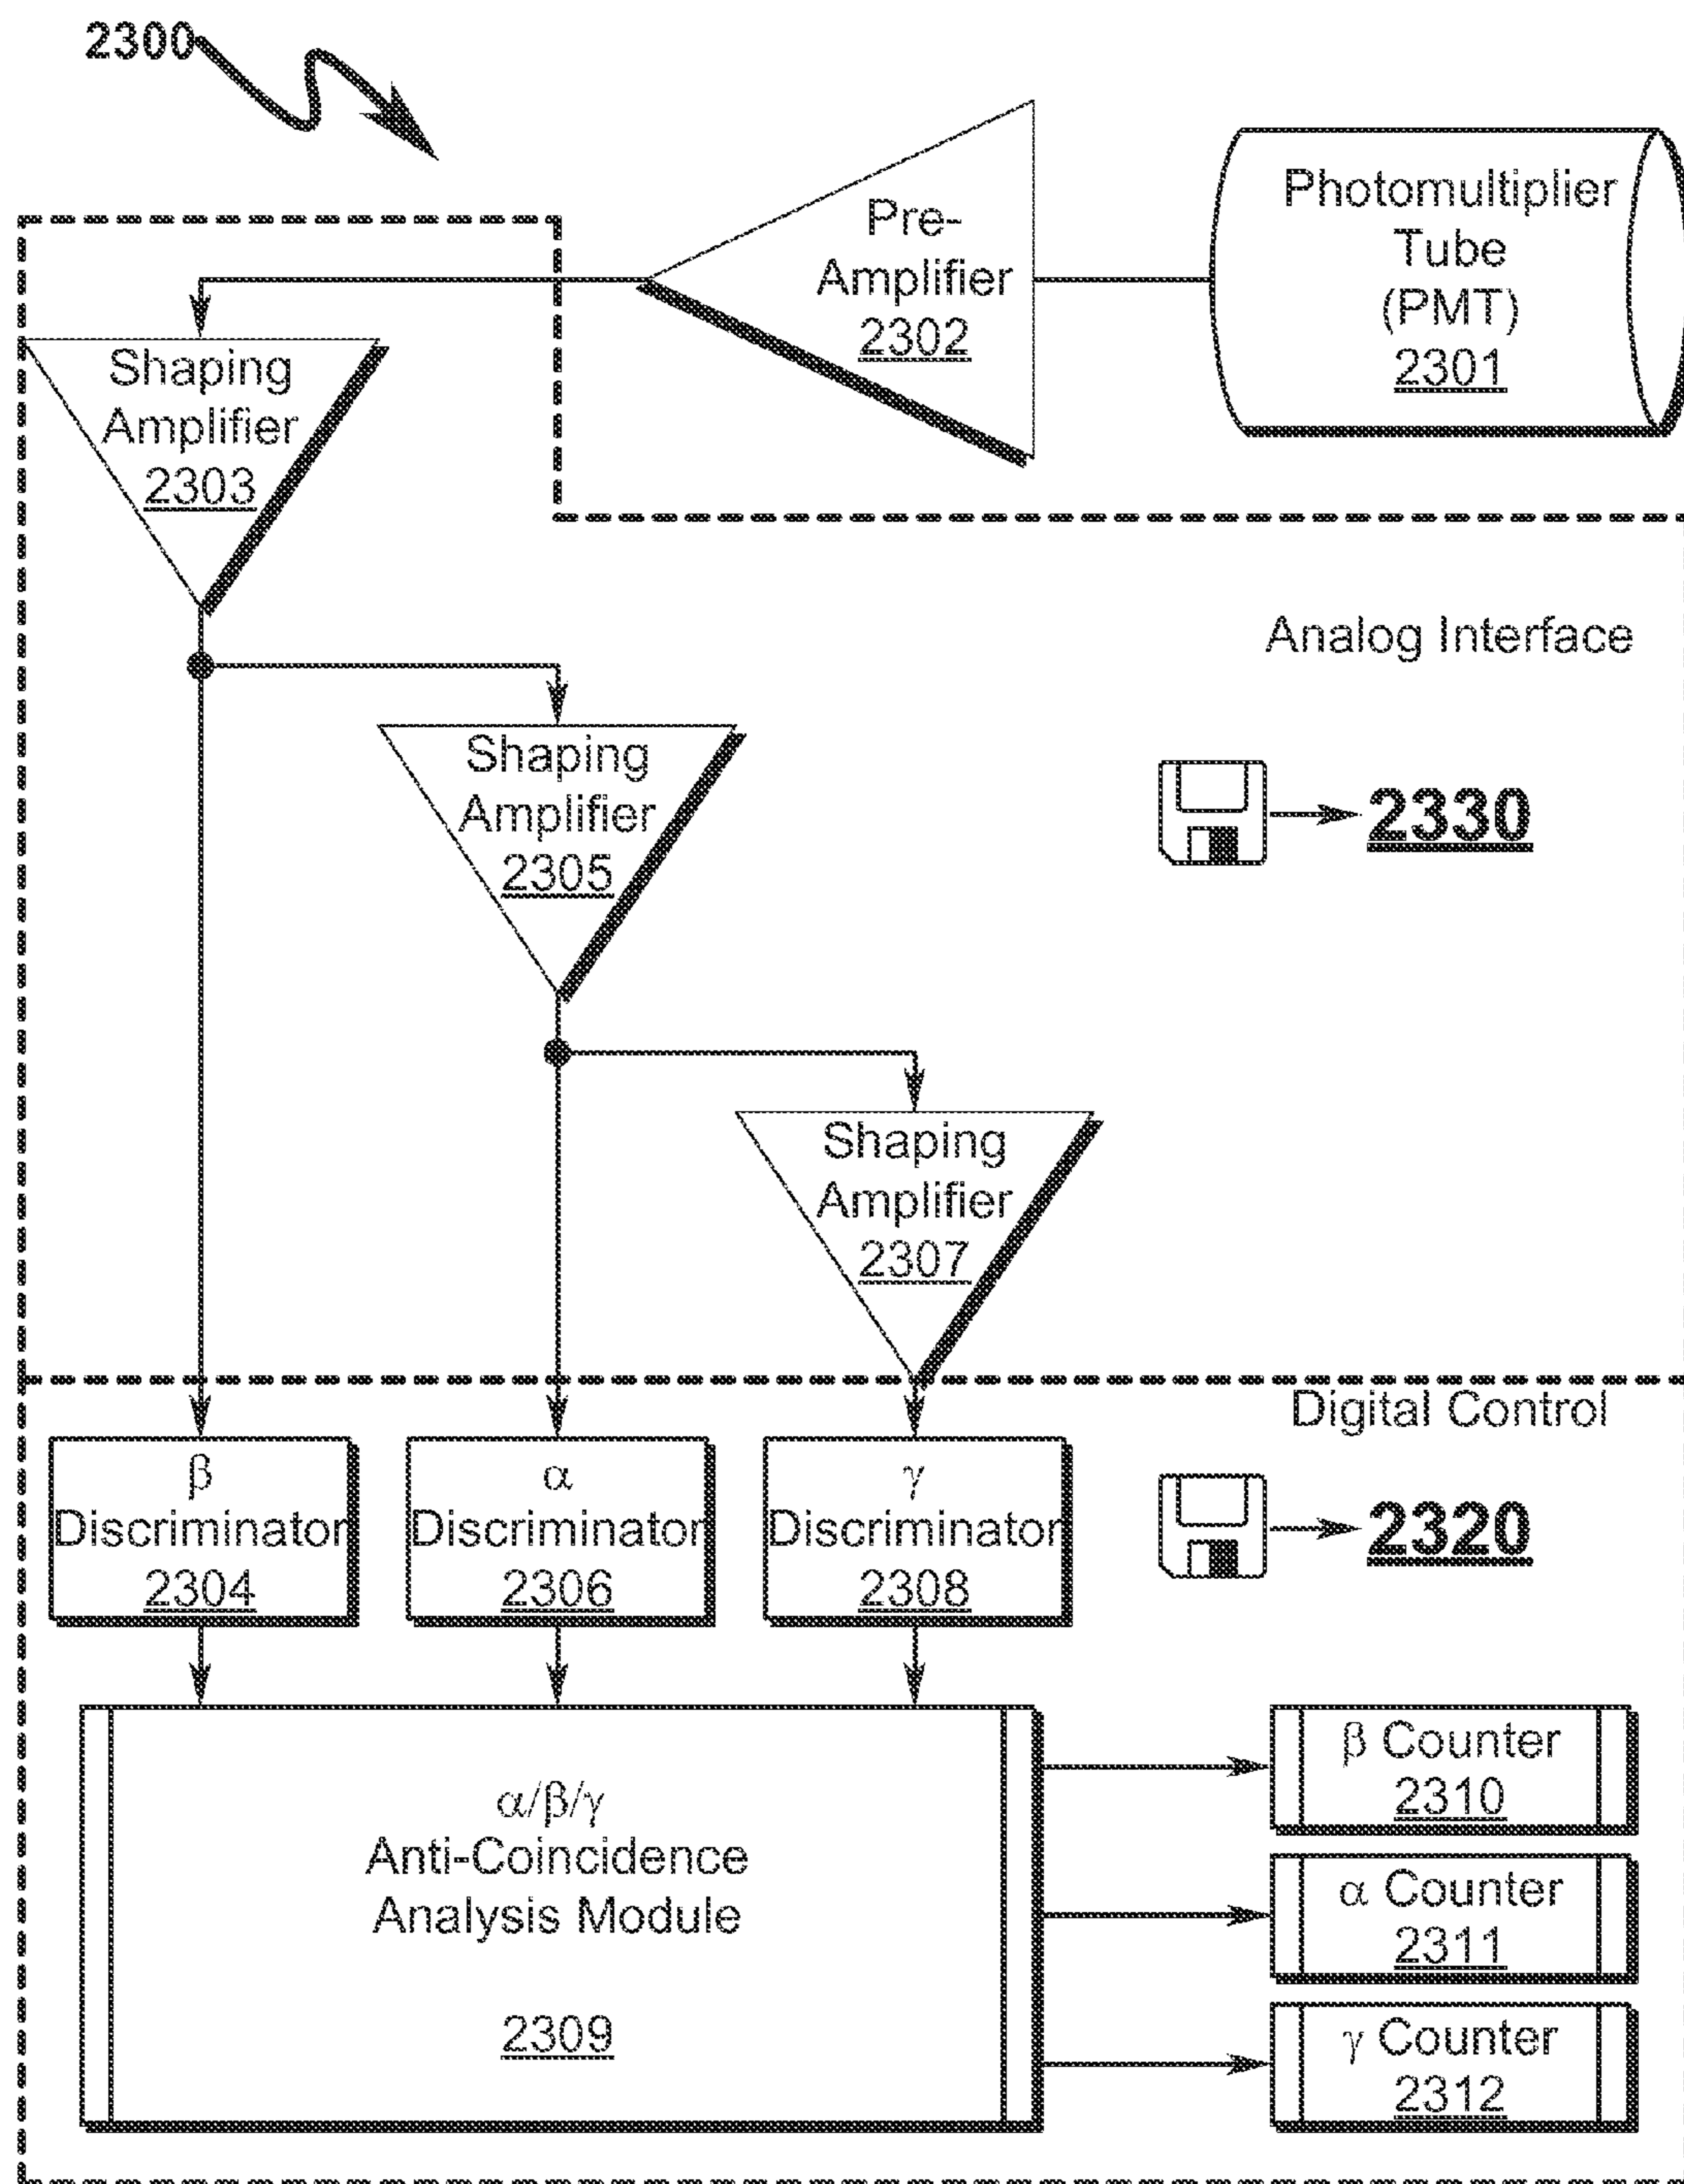 2300
Photomultiplier
Tube
(PMT)
2301
Pre-
Amplifier
2302
Shaping
Amplifier
2303
Analog Interface
Shaping
Amplifier
2305
2330
Shaping
Amplifier
2307
Digital Control
β
Discriminator
2304
α
Discriminator
2306
γ
Discriminator
2308
2320
α/β/γ
Anti-Coincidence
Analysis Module
2309
β Counter
2310
α Counter
2311
γ Counter
2312